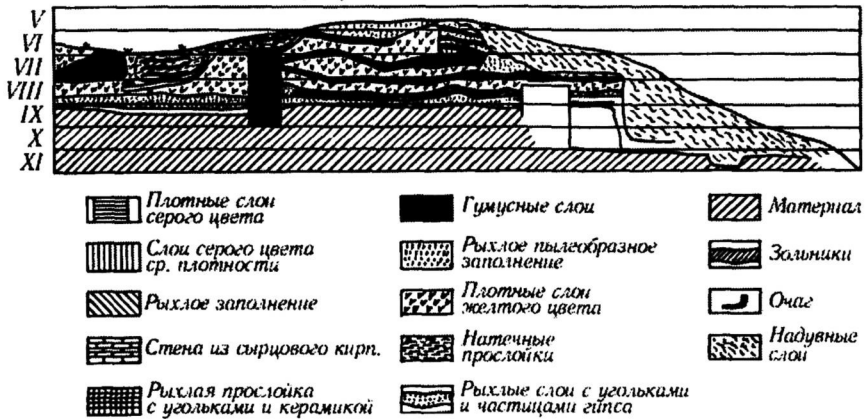 V
VI
VII
VIII
IX
X
XI
Плотные слои
серого цвета
Слои серого цвета
ср. плотности
Рыхлое заполнение
Стена из сырцового кирп.
Рыхлая прослойка
с угольками и керамикой
Гумусные слои
Рыхлое пылеобразное
заполнение
Плотные слои
желтого цвета
Натечные
прослойки
Рыхлые слои с угольками
и частицами гипса
Материал
Зольники
Очаг
Надувные
слои